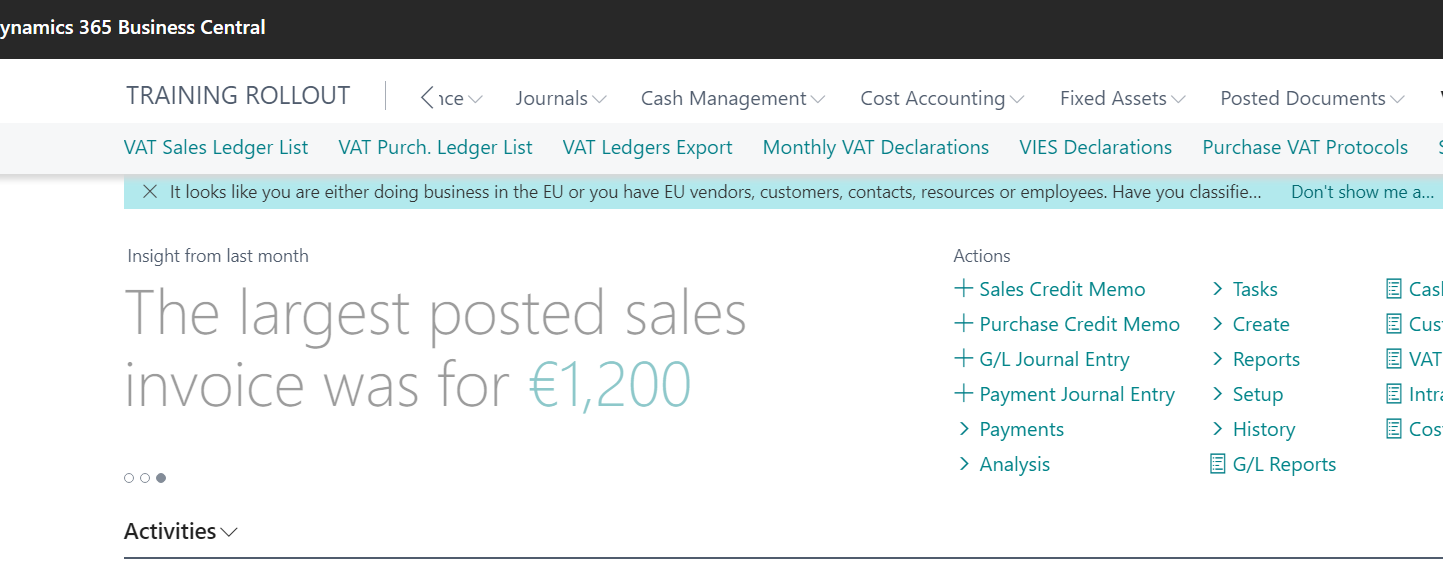 ynamics 365 Business Central
TRAINING ROLLOUT
nce
Journals
Cash Management
Cost Accounting
Fixed Assets
Posted Documents
VAT Sales Ledger List
VAT Purch. Ledger List
VAT Ledgers Export
Monthly VAT Declarations
VIES Declarations
Purchase VAT Protocols
It looks like you are either doing business in the EU or you have EU vendors, customers, contacts, resources or employees. Have you classifie...
Don't show me a...
Insight from last month
The largest posted sales
invoice was for €1,200
Actions
Sales Credit Memo
Purchase Credit Memo
G/L Journal Entry
Payment Journal Entry
Payments
Analysis
Tasks
Create
Reports
Setup
History
G/L Reports
Cas
Cus
VAT
Intra
Cos
Activities